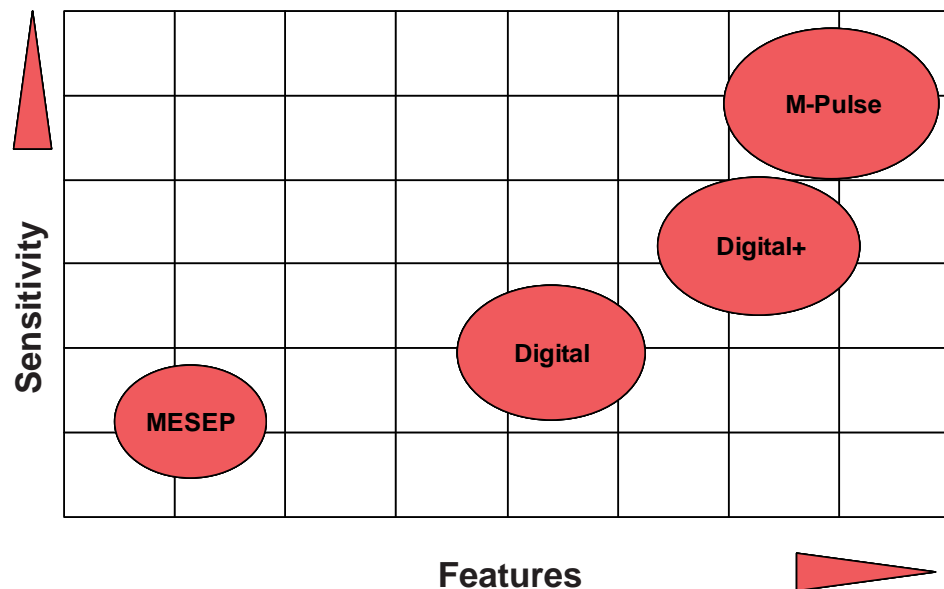 M-Pulse
Digital+
Digital
MESEP
Sensitivity
Features